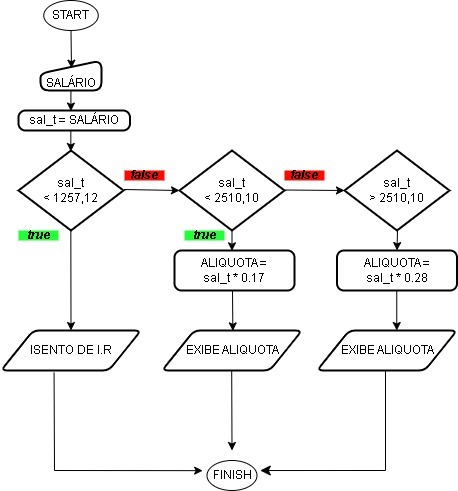 START
SALÁRIO
sal_t = SALÁRIO
sal_t
< 1257,12
false
sal_t
< 2510,10
false
sal_t
> 2510,10
true
true
ALIQUOTA =
sal_t * 0.17
ALIQUOTA =
sal_t * 0.28
ISENTO DE I.R
EXIBE ALIQUOTA
EXIBE ALIQUOTA
FINISH